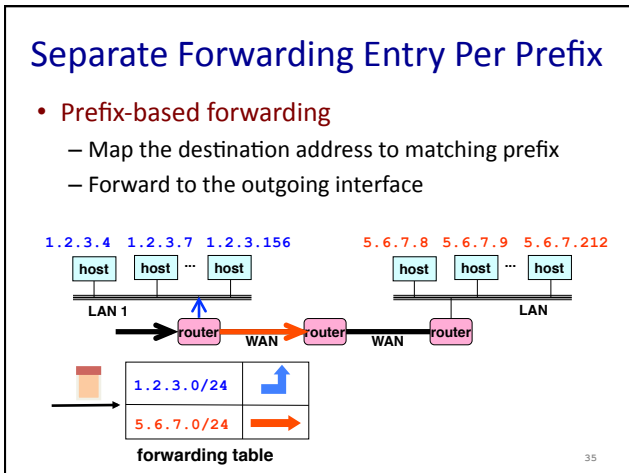 Separate Forwarding Entry Per Prefix
• Prefix-based forwarding
– Map the destination address to matching prefix
– Forward to the outgoing interface
1.2.3.4 1.2.3.7 1.2.3.156
5.6.7.8 5.6.7.9 5.6.7.212
host host ... host
host host ... host
LAN 1
LAN
router WAN router WAN router
1.2.3.0/24
5.6.7.0/24
forwarding table
35